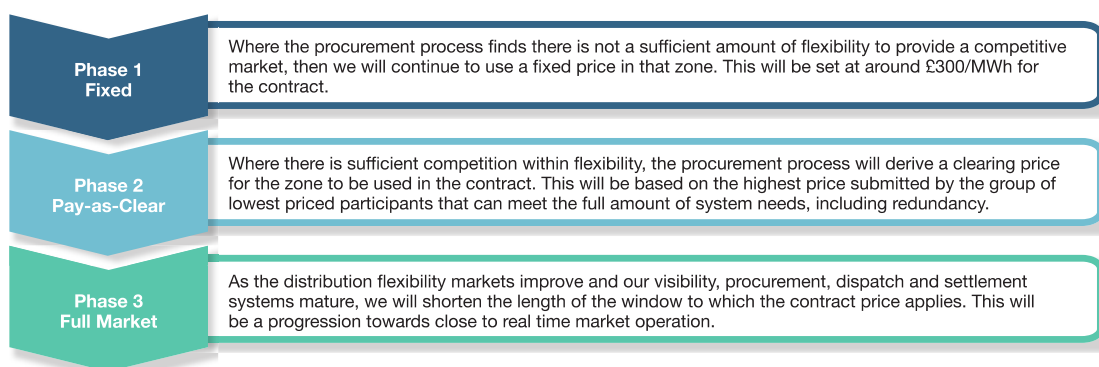 Phase 1
Fixed
Where the procurement process finds there is not a sufficient amount of flexibility to provide a competitive
market, then we will continue to use a fixed price in that zone. This will be set at around £300/MWh for
the contract.
Phase 2
Pay-as-Clear
Where there is sufficient competition within flexibility, the procurement process will derive a clearing price
for the zone to be used in the contract. This will be based on the highest price submitted by the group of
lowest priced participants that can meet the full amount of system needs, including redundancy.
Phase 3
Full Market
As the distribution flexibility markets improve and our visibility, procurement, dispatch and settlement
systems mature, we will shorten the length of the window to which the contract price applies. This will
be a progression towards close to real time market operation.